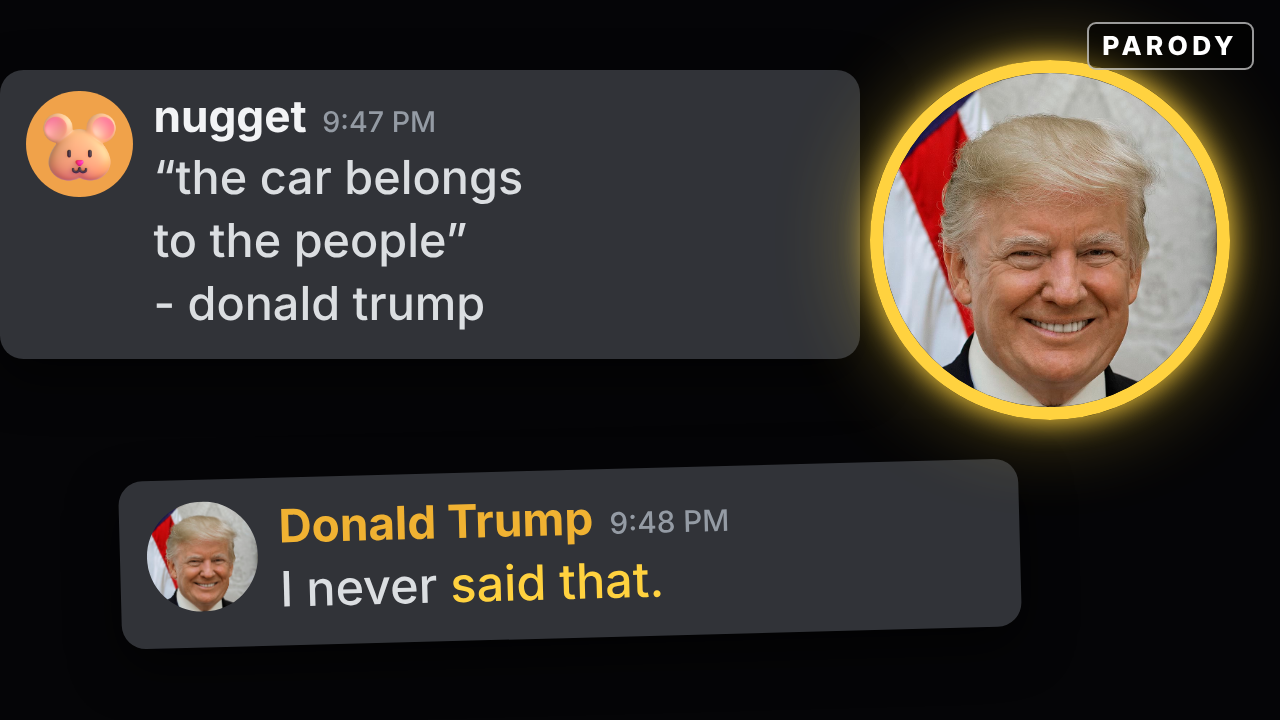 PARODY
nugget 9:47 PM
“the car belongs
to the people”
- donald trump
Donald Trump 9:48 PM
I never said that.